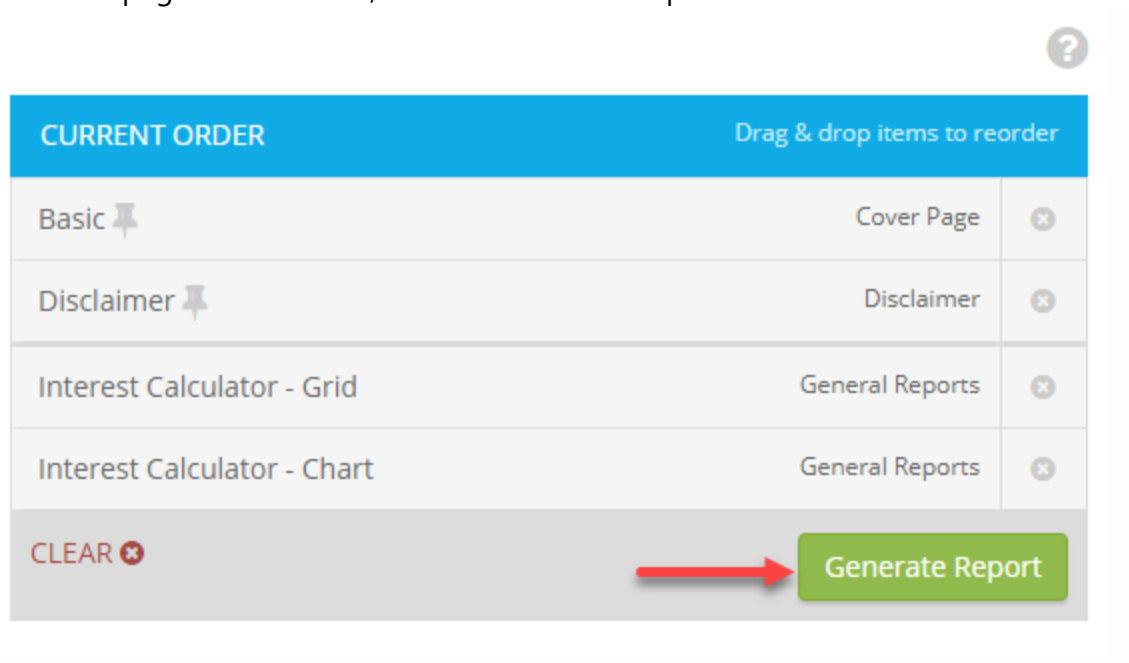 CURRENT ORDER Drag & drop items to reorder
Basic Cover Page
Disclaimer Disclaimer
Interest Calculator - Grid General Reports
Interest Calculator - Chart General Reports
CLEAR Generate Report